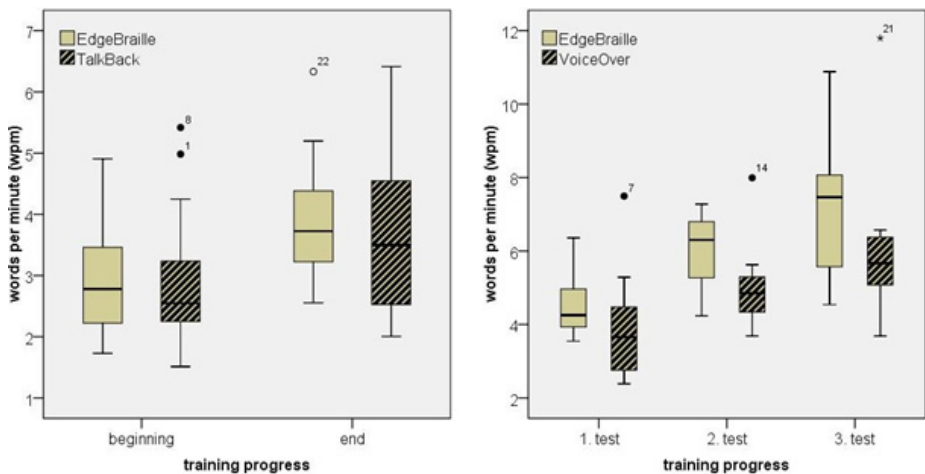 7
6
5
4
3
2
1
words per minute (wpm)
EdgeBraille
TalkBack
8
1
22
beginning
end
training progress
12
10
8
6
4
2
words per minute (wpm)
EdgeBraille
VoiceOver
7
14
21
1. test
2. test
3. test
training progress